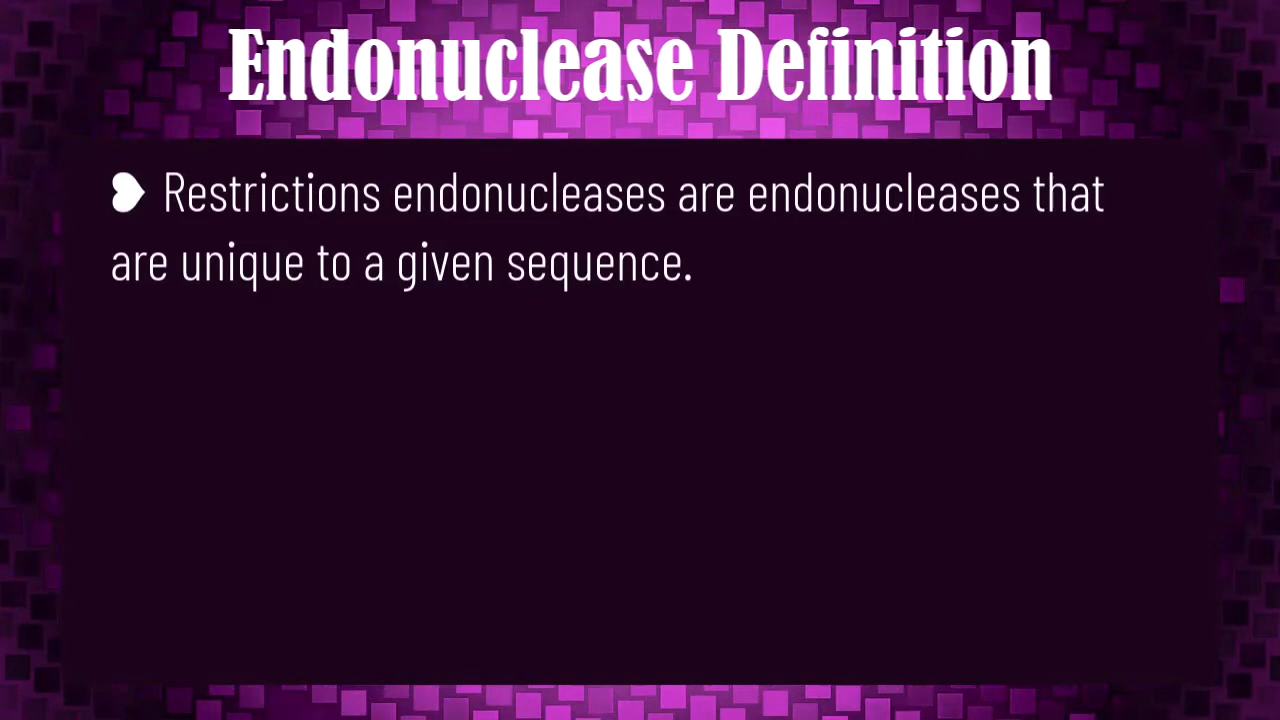 Endonuclease Definition
❥ Restrictions endonucleases are endonucleases that
are unique to a given sequence.